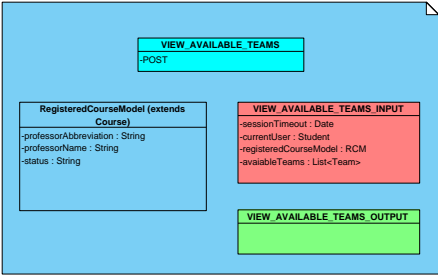 VIEW_AVAILABLE_TEAMS
-POST
RegisteredCourseModel (extends
Course)
-professorAbbreviation : String
-professorName : String
-status : String
VIEW_AVAILABLE_TEAMS_INPUT
-sessionTimeout : Date
-currentUser : Student
-registeredCourseModel : RCM
-avaiableTeams : List<Team>
VIEW_AVAILABLE_TEAMS_OUTPUT